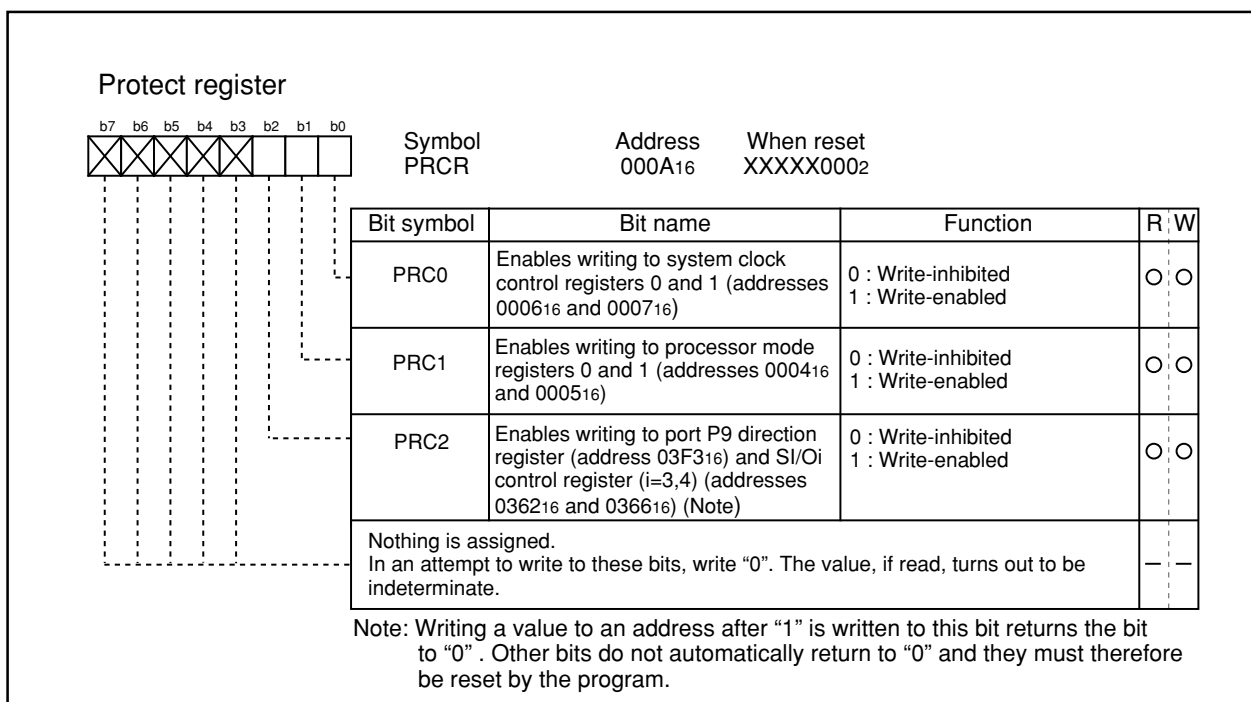 Protect register
b7 b6 b5 b4 b3 b2 b1 b0
Symbol Address When reset
PRCR 000A16 XXXXX0002
Bit symbol Bit name Function R W
PRC0
Enables writing to system clock
control registers 0 and 1 (addresses
000616 and 000716)
0 : Write-inhibited
1 : Write-enabled
PRC1
Enables writing to processor mode
registers 0 and 1 (addresses 000416
and 000516)
0 : Write-inhibited
1 : Write-enabled
PRC2
Enables writing to port P9 direction
register (address 03F316) and SI/Oi
control register (i=3,4) (addresses
036216 and 036616) (Note)
0 : Write-inhibited
1 : Write-enabled
Nothing is assigned.
In an attempt to write to these bits, write “0”. The value, if read, turns out to be
indeterminate.
Note: Writing a value to an address after “1” is written to this bit returns the bit
to “0” . Other bits do not automatically return to “0” and they must therefore
be reset by the program.